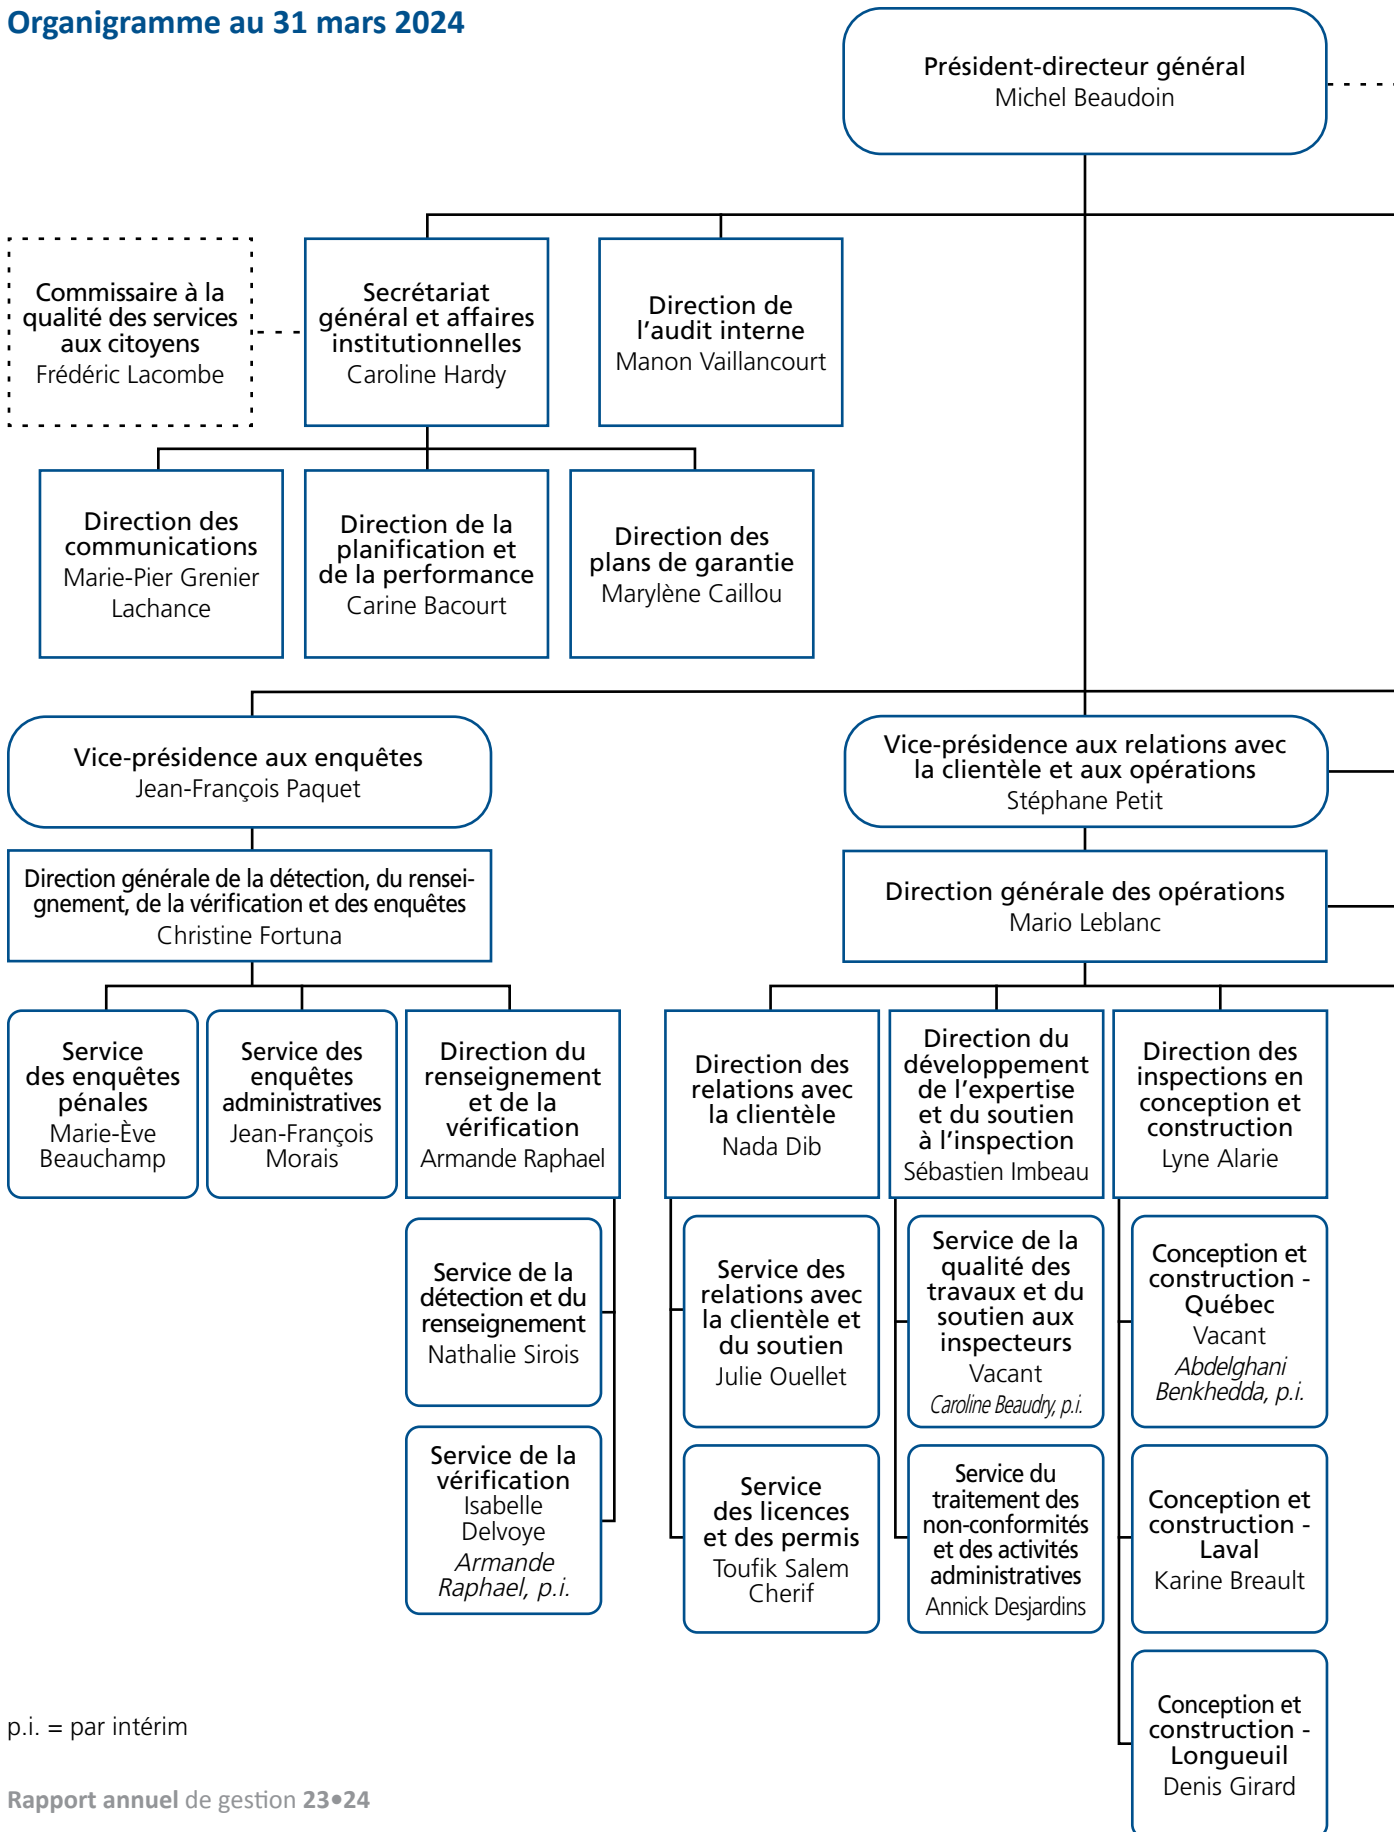 Organigramme au 31 mars 2024
Président-directeur général
Michel Beaudoin
Commissaire à la
qualité des services
aux citoyens
Frédéric Lacombe
Secrétariat
général et affaires
institutionnelles
Caroline Hardy
Direction de
l'audit interne
Manon Vaillancourt
Direction des
communications
Marie-Pier Grenier
Lachance
Direction de la
planification et
de la performance
Carine Bacourt
Direction des
plans de garantie
Marylène Caillou
Vice-présidence aux enquêtes
Jean-François Paquet
Vice-présidence aux relations avec
la clientèle et aux opérations
Stéphane Petit
Direction générale de la détection, du rensei-
gnement, de la vérification et des enquêtes
Christine Fortuna
Direction générale des opérations
Mario Leblanc
Service
des enquêtes
pénales
Marie-Ève
Beauchamp
Service des
enquêtes
administratives
Jean-François
Morais
Direction du
renseignement
et de la
vérification
Armande Raphael
Direction des
relations avec
la clientèle
Nada Dib
Direction du
développement
de l'expertise
et du soutien
à l'inspection
Sébastien Imbeau
Direction des
inspections en
conception et
construction
Lyne Alarie
Service de la
détection et du
renseignement
Nathalie Sirois
Service des
relations avec
la clientèle et
du soutien
Julie Ouellet
Service de la
qualité des
travaux et du
soutien aux
inspecteurs
Vacant
Caroline Beaudry, p.i.
Conception et
construction -
Québec
Vacant
Abdelghani
Benkhedda, p.i.
Service de la
vérification
Isabelle
Delvoye
Armande
Raphael, p.i.
Service
des licences
et des permis
Toufik Salem
Cherif
Service du
traitement des
non-conformités
et des activités
administratives
Annick Desjardins
Conception et
construction -
Laval
Karine Breault
Conception et
construction -
Longueuil
Denis Girard
p.i. = par intérim
Rapport annuel de gestion 23•24